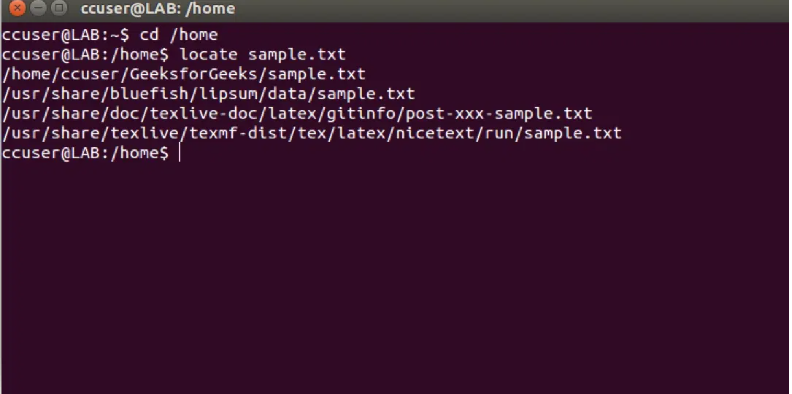 ccuser@LAB: /home
ccuser@LAB:~$ cd /home
ccuser@LAB:/home$ locate sample.txt
/home/ccuser/GeeksforGeeks/sample.txt
/usr/share/bluefish/lipsum/data/sample.txt
/usr/share/doc/texlive-doc/latex/gitinfo/post-xxx-sample.txt
/usr/share/texlive/texmf-dist/tex/latex/nicetext/run/sample.txt
ccuser@LAB:/home$